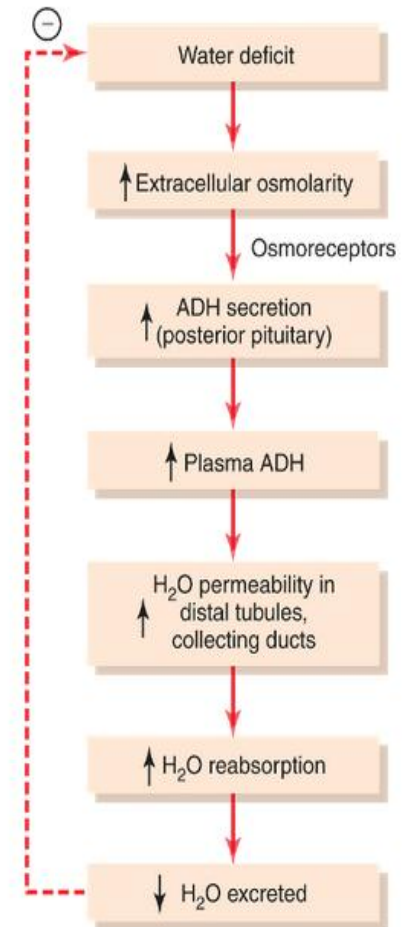 −
Water deficit
↑ Extracellular osmolarity
Osmoreceptors
↑ ADH secretion
(posterior pituitary)
↑ Plasma ADH
↑ H₂O permeability in
distal tubules,
collecting ducts
↑ H₂O reabsorption
↓ H₂O excreted